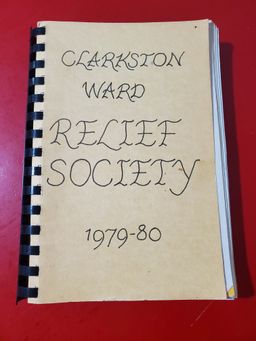 CLARKSTON
WARD
RELIEF
SOCIETY
1979-80